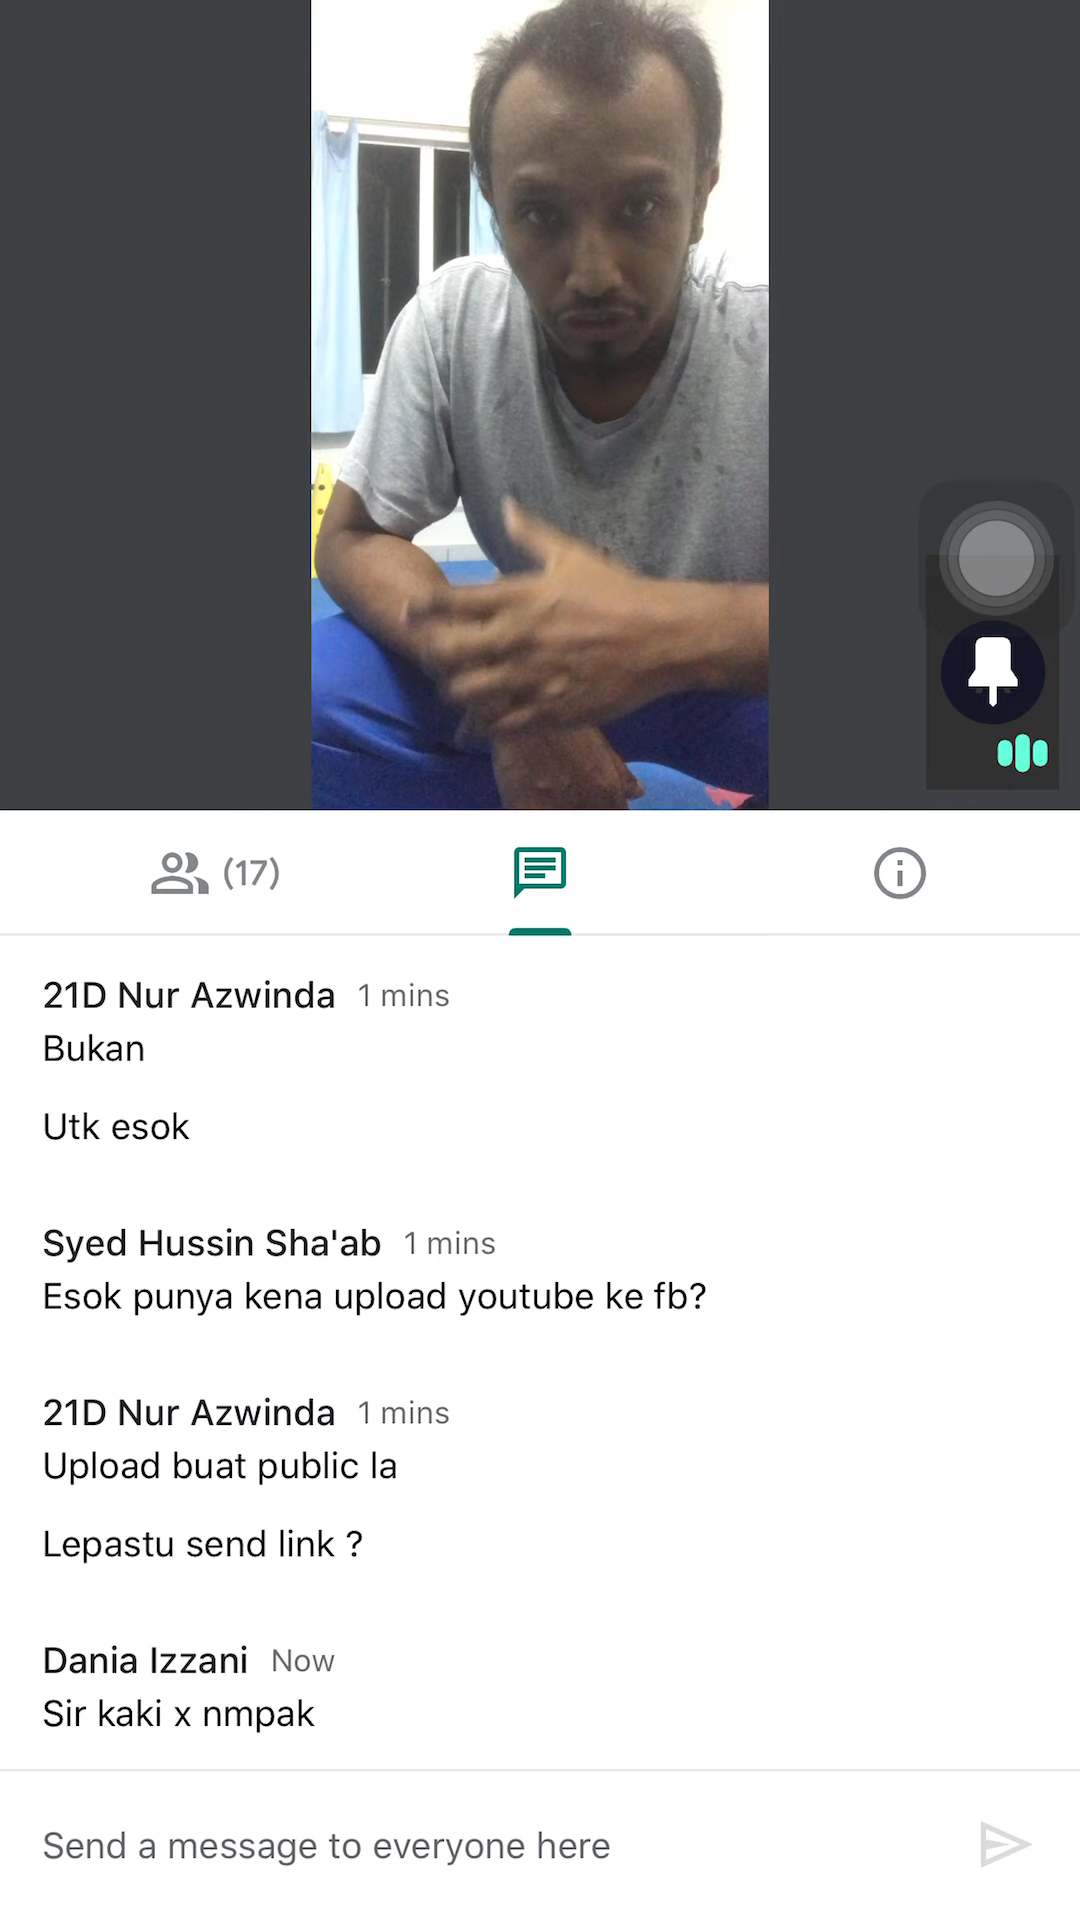 (17)
21D Nur Azwinda 1 mins
Bukan
Utk esok
Syed Hussin Sha'ab 1 mins
Esok punya kena upload youtube ke fb?
21D Nur Azwinda 1 mins
Upload buat public la
Lepastu send link ?
Dania Izzani Now
Sir kaki x nmpak
Send a message to everyone here